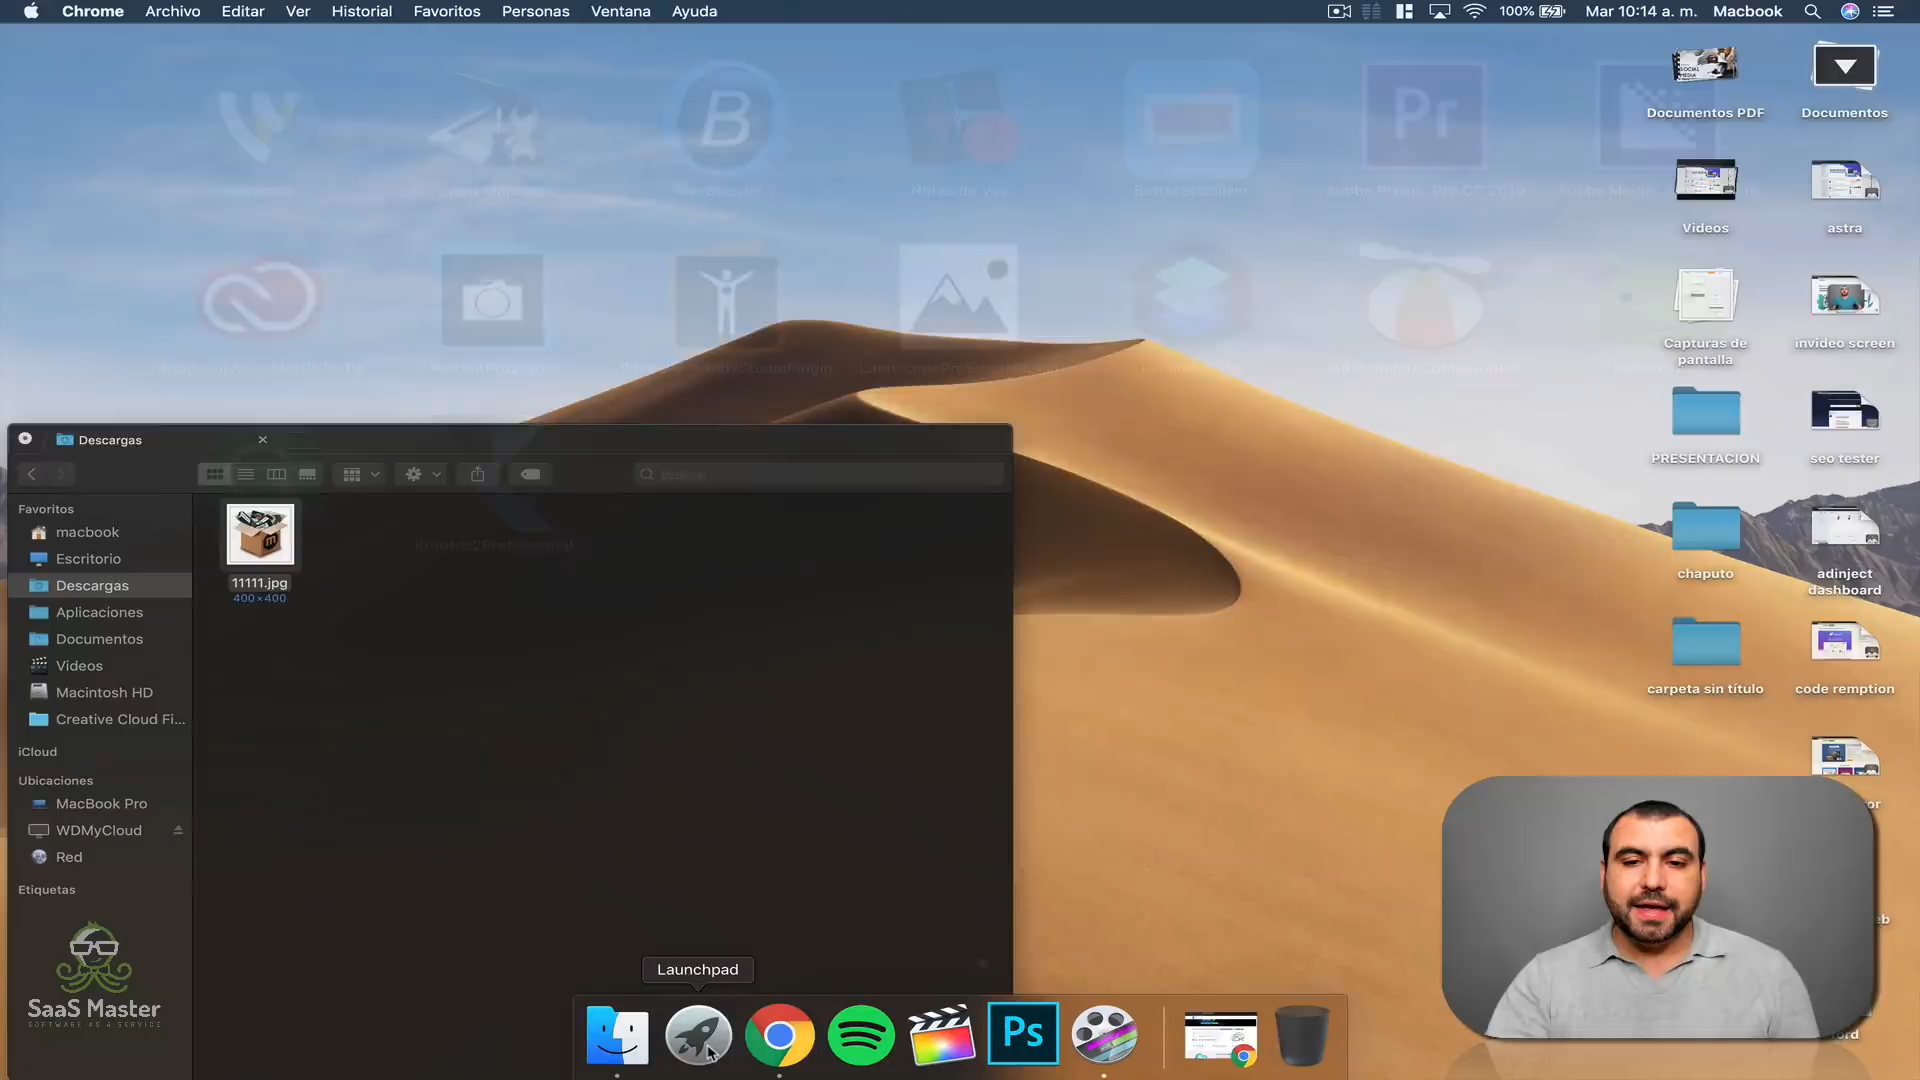 Chrome Archivo Editar Ver Historial Favoritos Personas Ventana Ayuda
100% Mar 10:14 a. m. Macbook
Documentos PDF Documentos
Videos astra
Capturas de pantalla invideo screen
PRESENTACION seo tester
chaputo adinject dashboard
carpeta sin título code remption
B
Pr
Descargas
Favoritos
macbook
Escritorio
Descargas
Aplicaciones
Documentos
Videos
Macintosh HD
Creative Cloud Fi...
iCloud
Ubicaciones
MacBook Pro
WDMyCloud
Red
Etiquetas
11111.jpg
400×400
SaaS Master
SOFTWARE AS A SERVICE
Launchpad
Ps